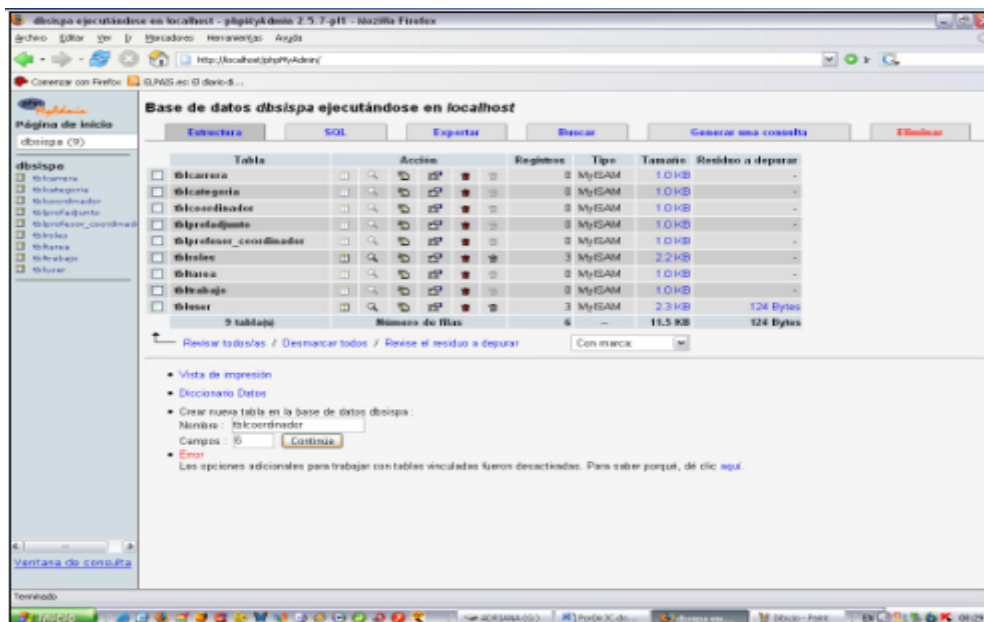 dbsispa ejecutándose en localhost - phpMyAdmin 2.5.7-pl1 - Mozilla Firefox
Archivo Editar Ver Ir Marcadores Herramientas Ayuda
http://localhost/phpMyAdmin/
Ir
Comenzar con Firefox ELPAIS.es: El diario d...
php
MyAdmin
Página de inicio
dbsispa (9)
dbsispa
tblcarrera
tblcategoria
tblcoordinador
tblprofadjunto
tblprofesor_coordinad
tblroles
tbltarea
tbltrabajo
tbluser
Ventana de consulta
Base de datos dbsispa ejecutándose en localhost
Estructura SQL Exportar Buscar Generar una consulta Eliminar
Tabla Acción Registros Tipo Tamaño Residuo a depurar
tblcarrera 0 MyISAM 1.0 KB -
tblcategoria 0 MyISAM 1.0 KB -
tblcoordinador 0 MyISAM 1.0 KB -
tblprofadjunto 0 MyISAM 1.0 KB -
tblprofesor_coordinador 0 MyISAM 1.0 KB -
tblroles 3 MyISAM 2.2 KB -
tbltarea 0 MyISAM 1.0 KB -
tbltrabajo 0 MyISAM 1.0 KB -
tbluser 3 MyISAM 2.3 KB 124 Bytes
9 tabla(s) Número de filas 6 -- 11.5 KB 124 Bytes
Revisar todos/as / Desmarcar todos / Revise el residuo a depurar Con marca:
• Vista de impresión
• Diccionario Datos
• Crear nueva tabla en la base de datos dbsispa :
Nombre : tblcoordinador
Campos : 6 Continúe
• Error
Las opciones adicionales para trabajar con tablas vinculadas fueron desactivadas. Para saber porqué, dé clic aquí.
Terminado
Inicio
Dibujo - Paint
EN